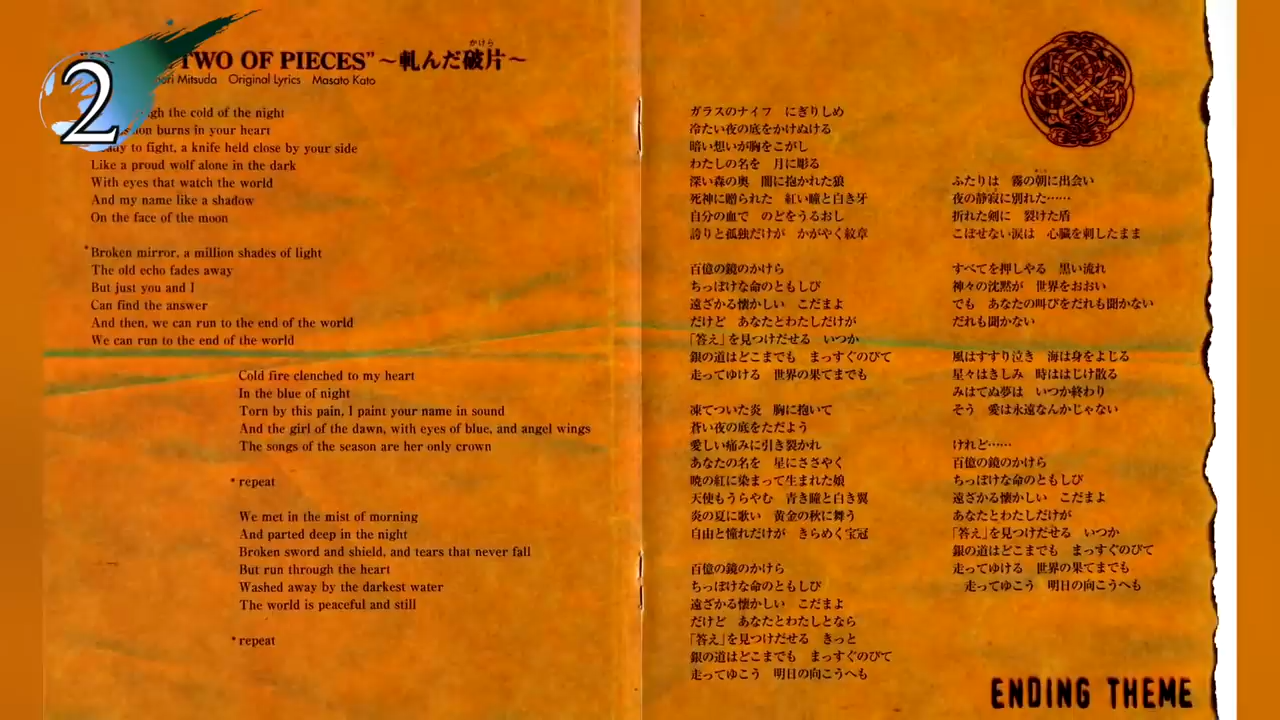 2
TWO OF PIECES" ～軋んだ破片～
かけら
Mitsuda Original Lyrics Masato Kato
the cold of the night
burns in your heart
to fight, a knife held close by your side
Like a proud wolf alone in the dark
With eyes that watch the world
And my name like a shadow
On the face of the moon
*Broken mirror, a million shades of light
The old echo fades away
But just you and I
Can find the answer
And then, we can run to the end of the world
We can run to the end of the world
Cold fire clenched to my heart
In the blue of night
Torn by this pain, I paint your name in sound
And the girl of the dawn, with eyes of blue, and angel wings
The songs of the season are her only crown
*repeat
We met in the mist of morning
And parted deep in the night
Broken sword and shield, and tears that never fall
But run through the heart
Washed away by the darkest water
The world is peaceful and still
*repeat
ガラスのナイフ　にぎりしめ
冷たい夜の底をかけぬける
暗い想いが胸をこがし
わたしの名を　月に彫る
深い森の奥　闇に抱かれた狼
死神に贈られた　紅い瞳と白き牙
自分の血で　のどをうるおし
誇りと孤独だけが　かがやく紋章
百億の鏡のかけら
ちっぽけな命のともしび
遠ざかる懐かしい　こだまよ
だけど　あなたとわたしだけが
「答え」を見つけだせる　いつか
銀の道はどこまでも　まっすぐのびて
走ってゆける　世界の果てまでも
凍てついた炎　胸に抱いて
蒼い夜の底をただよう
愛しい痛みに引き裂かれ
あなたの名を　星にささやく
暁の紅に染まって生まれた娘
天使もうらやむ　青き瞳と白き翼
炎の夏に歌い　黄金の秋に舞う
自由と憧れだけが　きらめく宝冠
百億の鏡のかけら
ちっぽけな命のともしび
遠ざかる懐かしい　こだまよ
だけど　あなたとわたしとなら
「答え」を見つけだせる　きっと
銀の道はどこまでも　まっすぐのびて
走ってゆこう　明日の向こうへも
ふたりは　霧の朝に出会い
夜の静寂に別れた……
折れた剣に　裂けた盾
こぼせない涙は　心臓を刺したまま
すべてを押しやる　黒い流れ
神々の沈黙が　世界をおおい
でも　あなたの叫びをだれも聞かない
だれも聞かない
風はすすり泣き　海は身をよじる
星々はきしみ　時ははじけ散る
みはてぬ夢は　いつか終わり
そう　愛は永遠なんかじゃない
けれど……
百億の鏡のかけら
ちっぽけな命のともしび
遠ざかる懐かしい　こだまよ
あなたとわたしだけが
「答え」を見つけだせる　いつか
銀の道はどこまでも　まっすぐのびて
走ってゆける　世界の果てまでも
走ってゆこう　明日の向こうへも
ENDING THEME